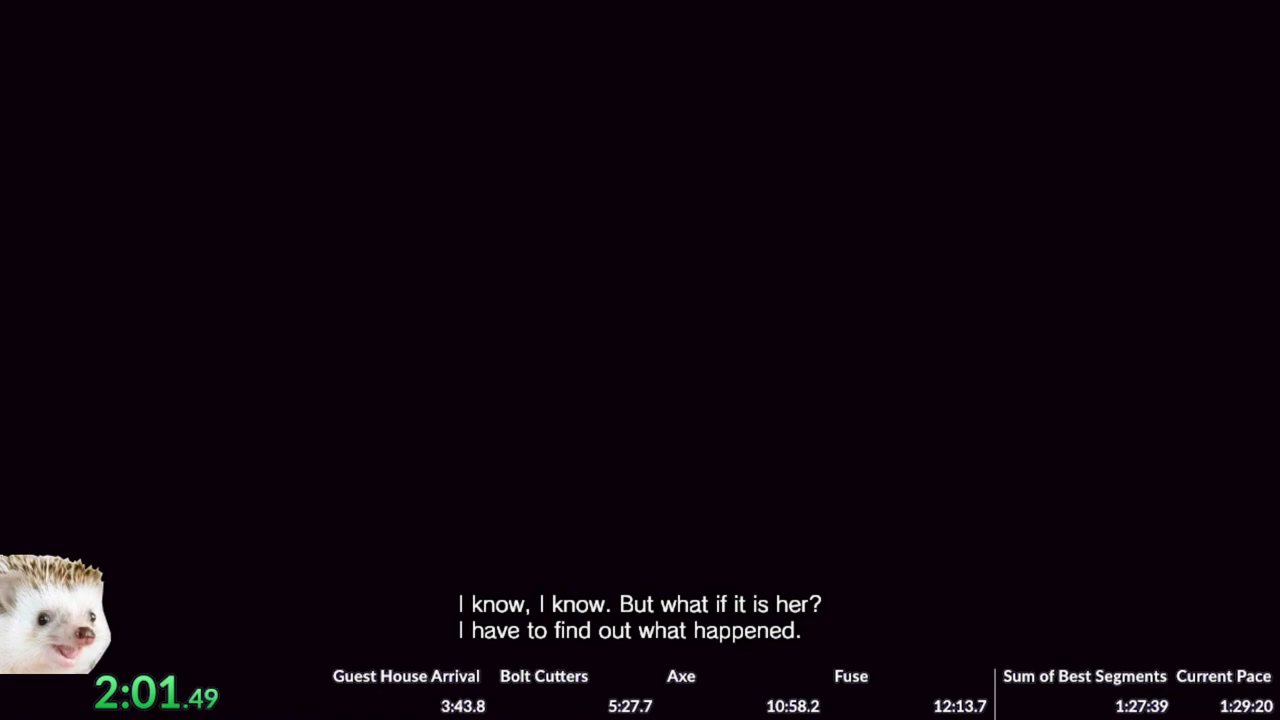 I know, I know. But what if it is her?
I have to find out what happened.
Guest House Arrival Bolt Cutters Axe Fuse Sum of Best Segments Current Pace
2:01.49 3:43.8 5:27.7 10:58.2 12:13.7 1:27:39 1:29:20